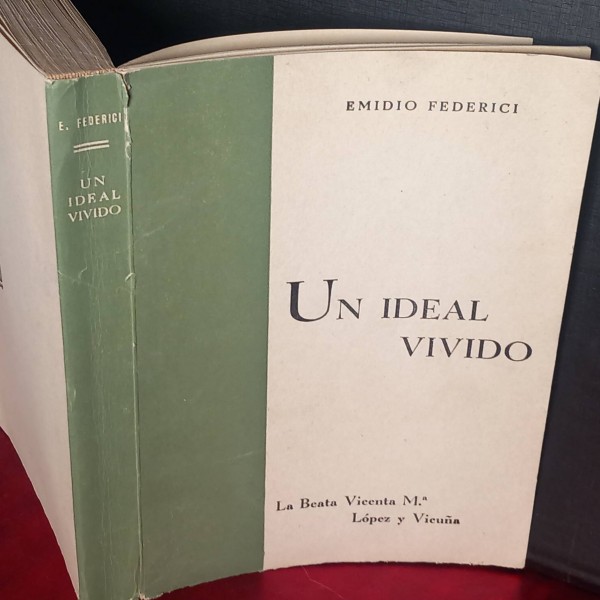 E. FEDERICI
UN
IDEAL
VIVIDO
EMIDIO FEDERICI
UN IDEAL
VIVIDO
La Beata Vicenta M.ª
López y Vicuña